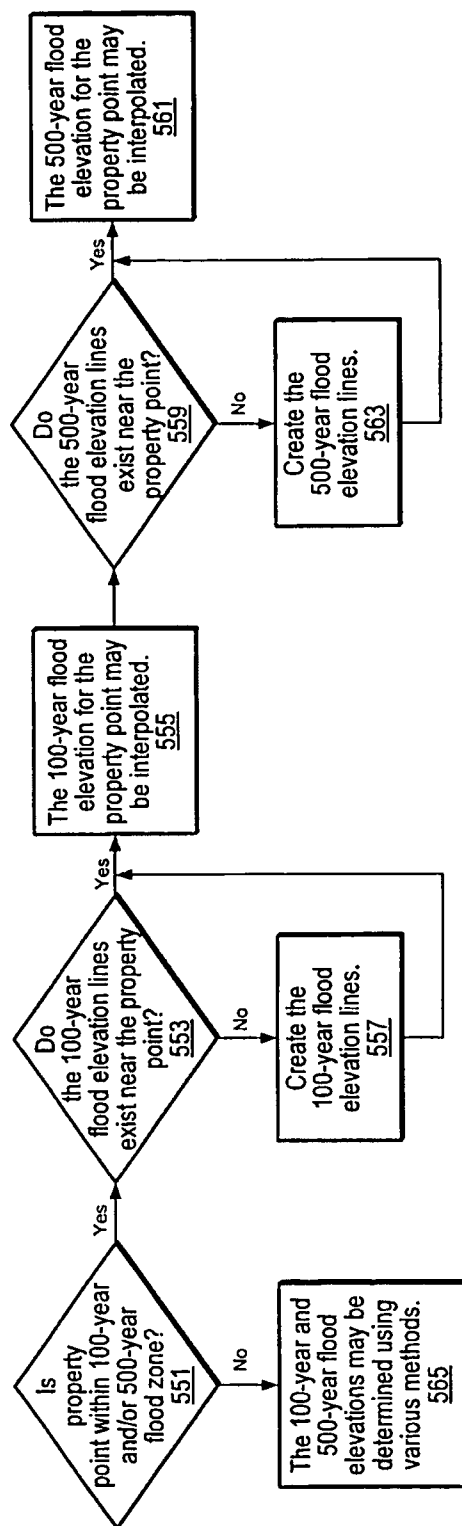 Is
property
point within 100-year
and/or 500-year
flood zone?
551
Yes
No
The 100-year and
500-year flood
elevations may be
determined using
various methods.
565
Do
the 100-year
flood elevation lines
exist near the property
point?
553
Yes
No
Create the
100-year flood
elevation lines.
557
The 100-year flood
elevation for the
property point may
be interpolated.
555
Do
the 500-year
flood elevation lines
exist near the
property point?
559
Yes
No
Create the
500-year flood
elevation lines.
563
The 500-year flood
elevation for the
property point may
be interpolated.
561